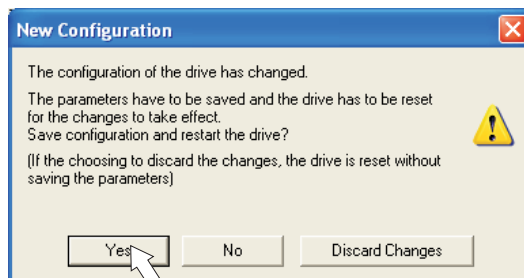 New Configuration
The configuration of the drive has changed.
The parameters have to be saved and the drive has to be reset
for the changes to take effect.
Save configuration and restart the drive?
(If the choosing to discard the changes, the drive is reset without
saving the parameters)
Yes
No
Discard Changes